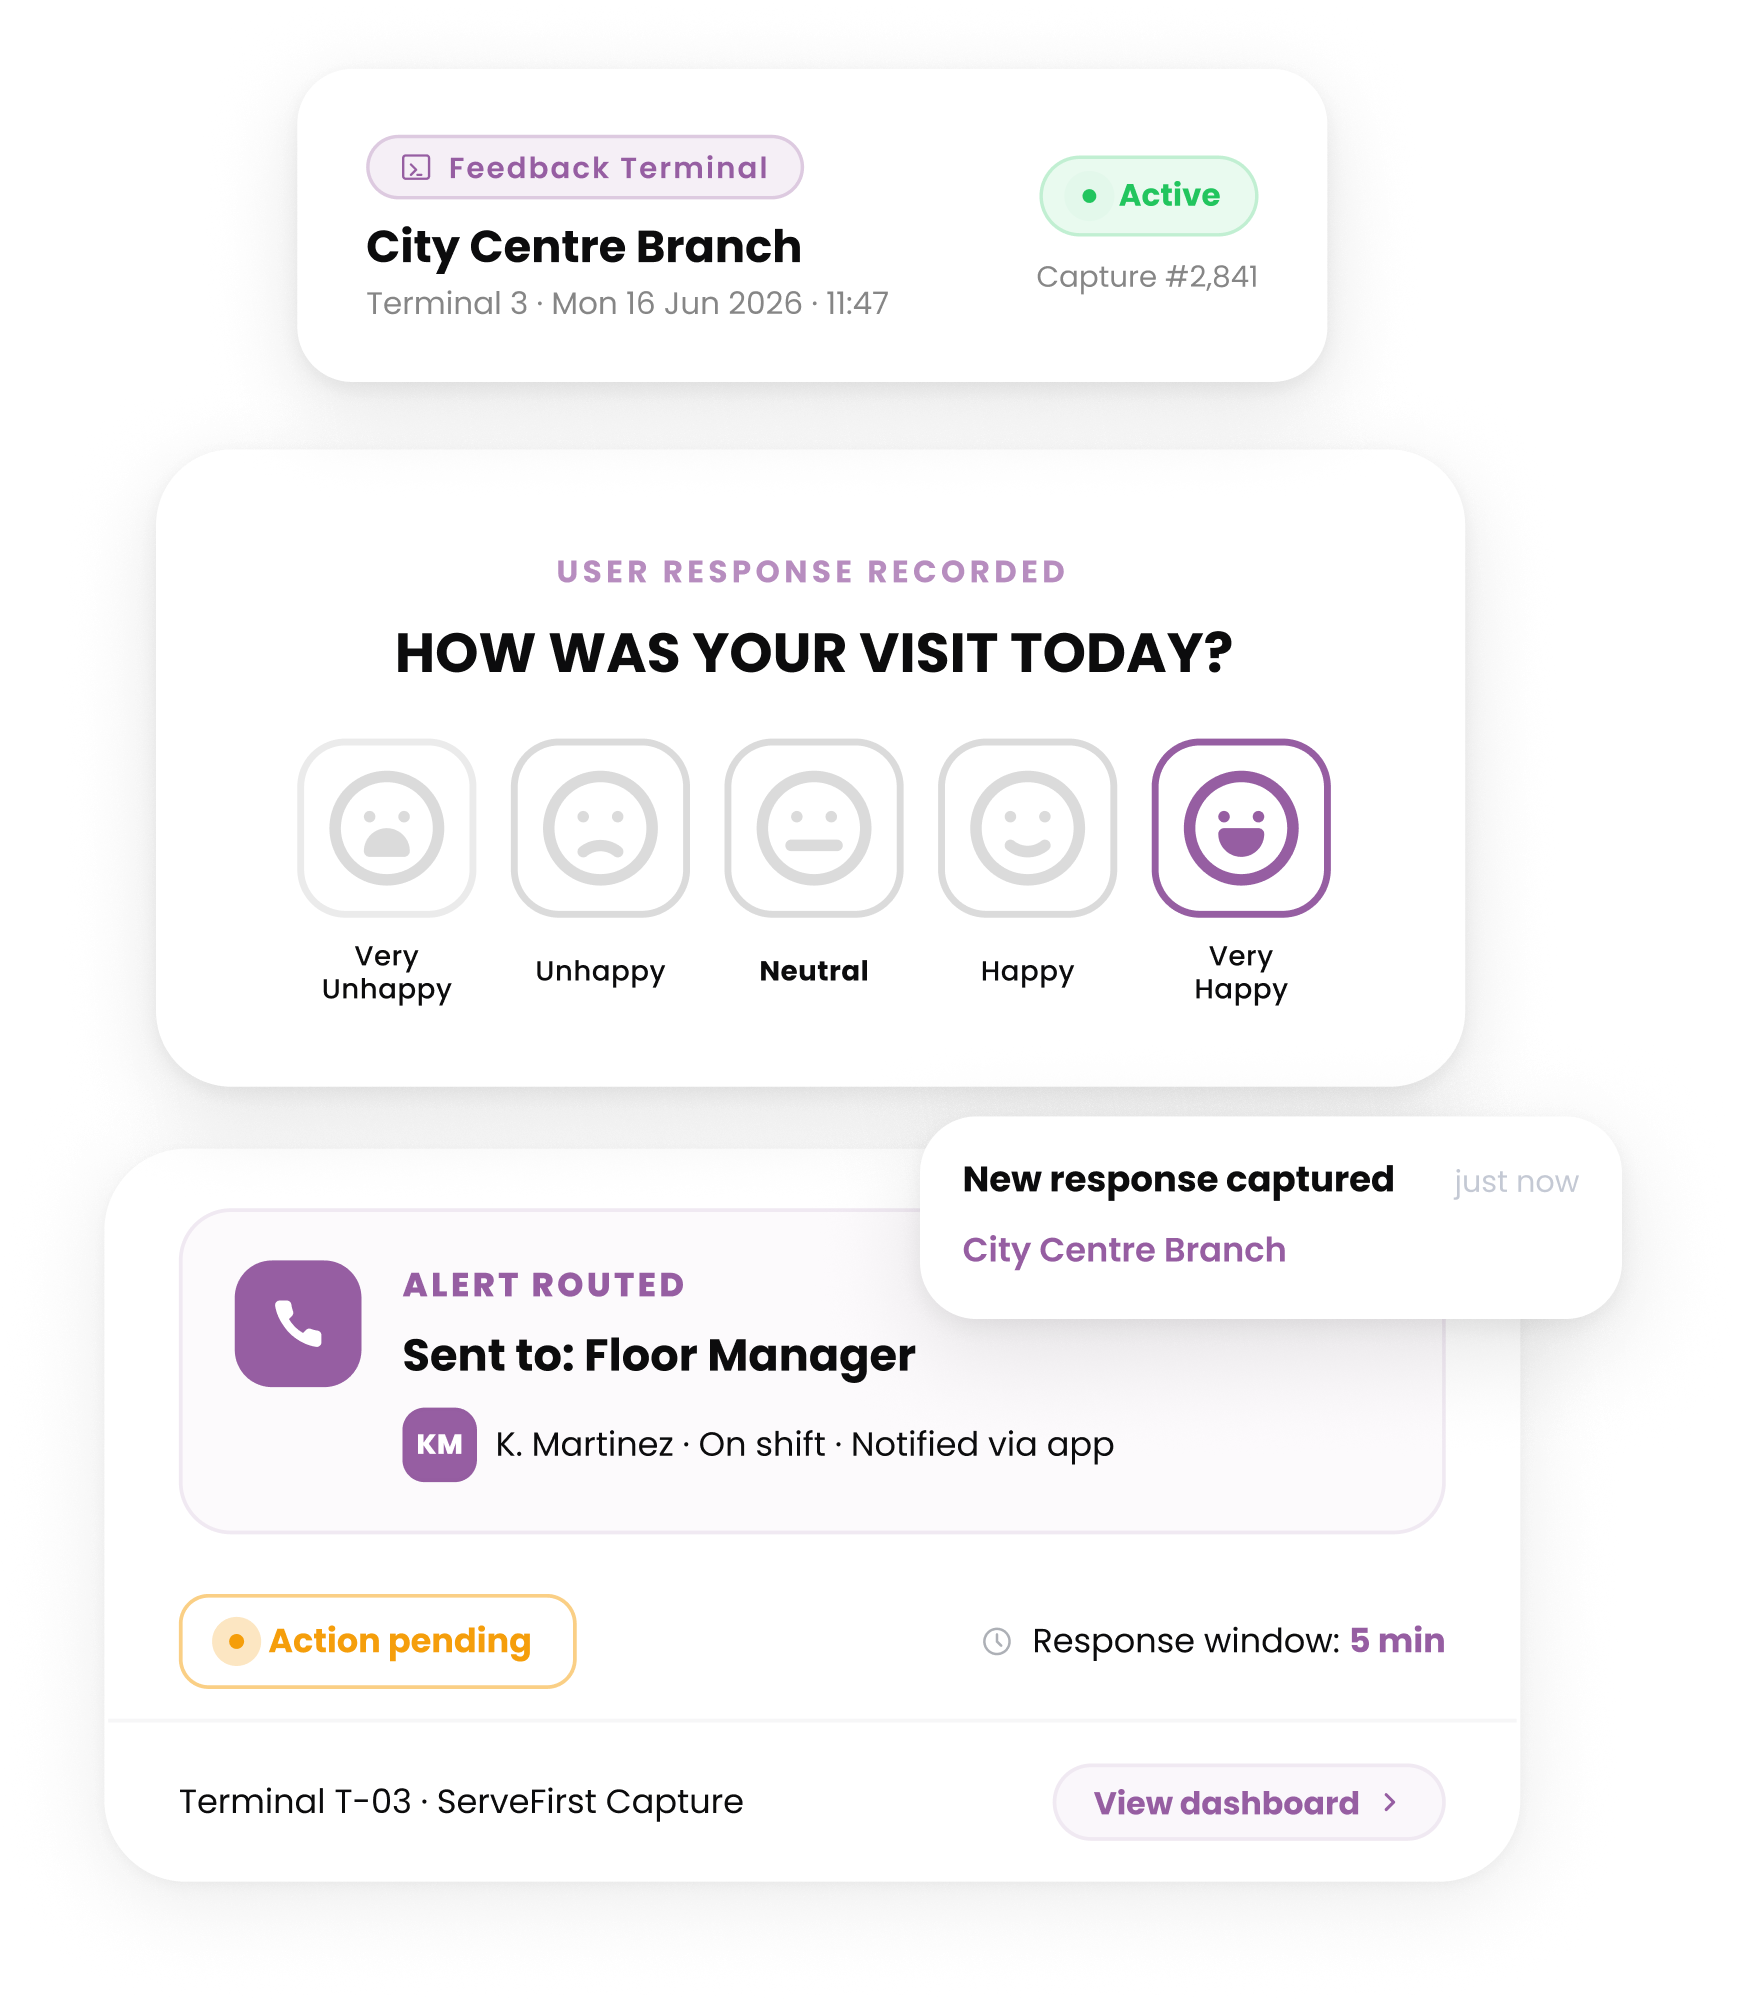 Feedback Terminal
City Centre Branch
Terminal 3 · Mon 16 Jun 2026 · 11:47
Active
Capture #2,841
USER RESPONSE RECORDED
HOW WAS YOUR VISIT TODAY?
Very
Unhappy
Unhappy
Neutral
Happy
Very
Happy
New response captured
just now
City Centre Branch
ALERT ROUTED
Sent to: Floor Manager
KM
K. Martinez · On shift · Notified via app
Action pending
Response window: 5 min
Terminal T-03 · ServeFirst Capture
View dashboard